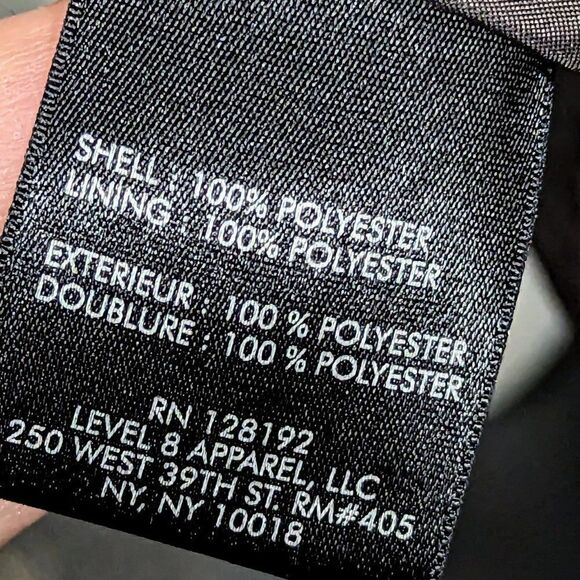 SHELL : 100% POLYESTER
LINING : 100% POLYESTER
EXTERIEUR : 100 % POLYESTER
DOUBLURE : 100 % POLYESTER
RN 128192
LEVEL 8 APPAREL, LLC
250 WEST 39TH ST. RM#405
NY, NY 10018